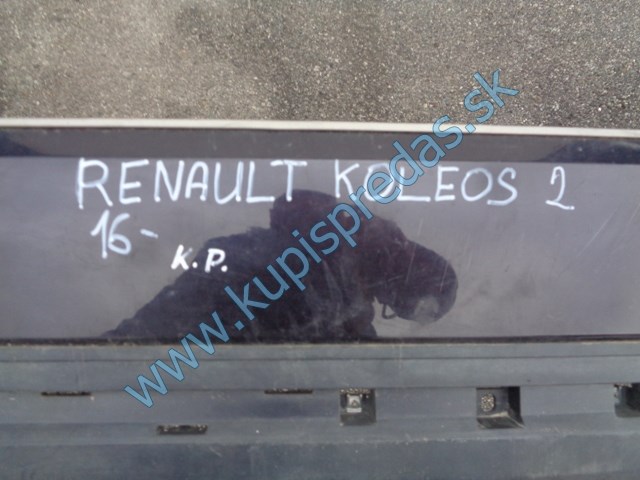 RENAULT KOLEOS 2
16-
K.P.
www.kupispredas.sk